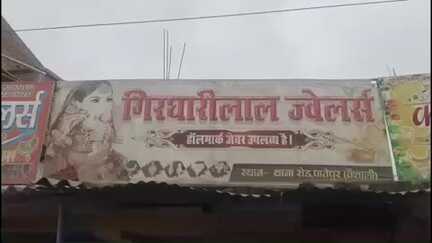 गिरधारीलाल ज्वेलर्स
हॉलमार्क जेवर उपलब्ध है।
स्थान- थाना रोड, पातेपुर (वैशाली)